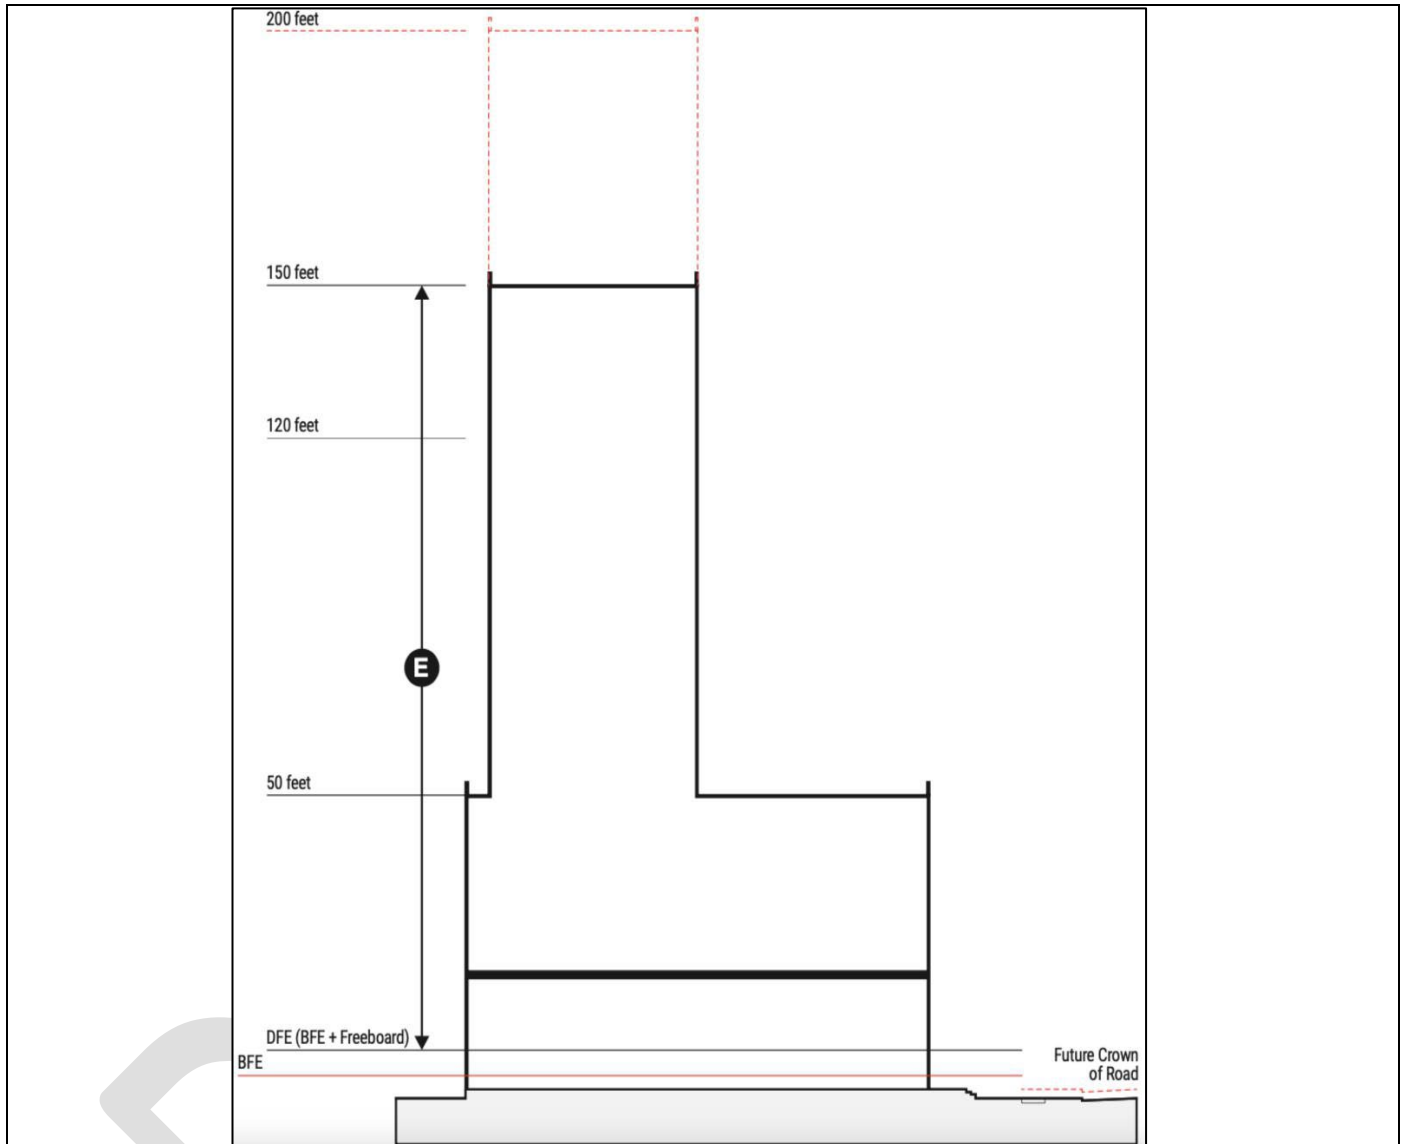 200 feet
150 feet
120 feet
E
50 feet
DFE (BFE + Freeboard)
BFE
Future Crown
of Road